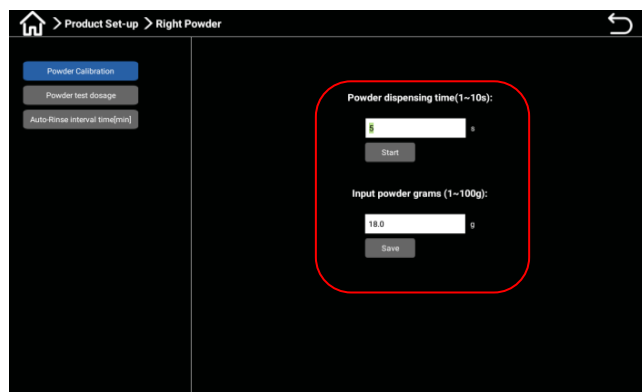 > Product Set-up > Right Powder
Powder Calibration
Powder test dosage
Auto-Rinse interval time[min]
Powder dispensing time(1~10s):
5 s
Start
Input powder grams (1~100g):
18.0 g
Save